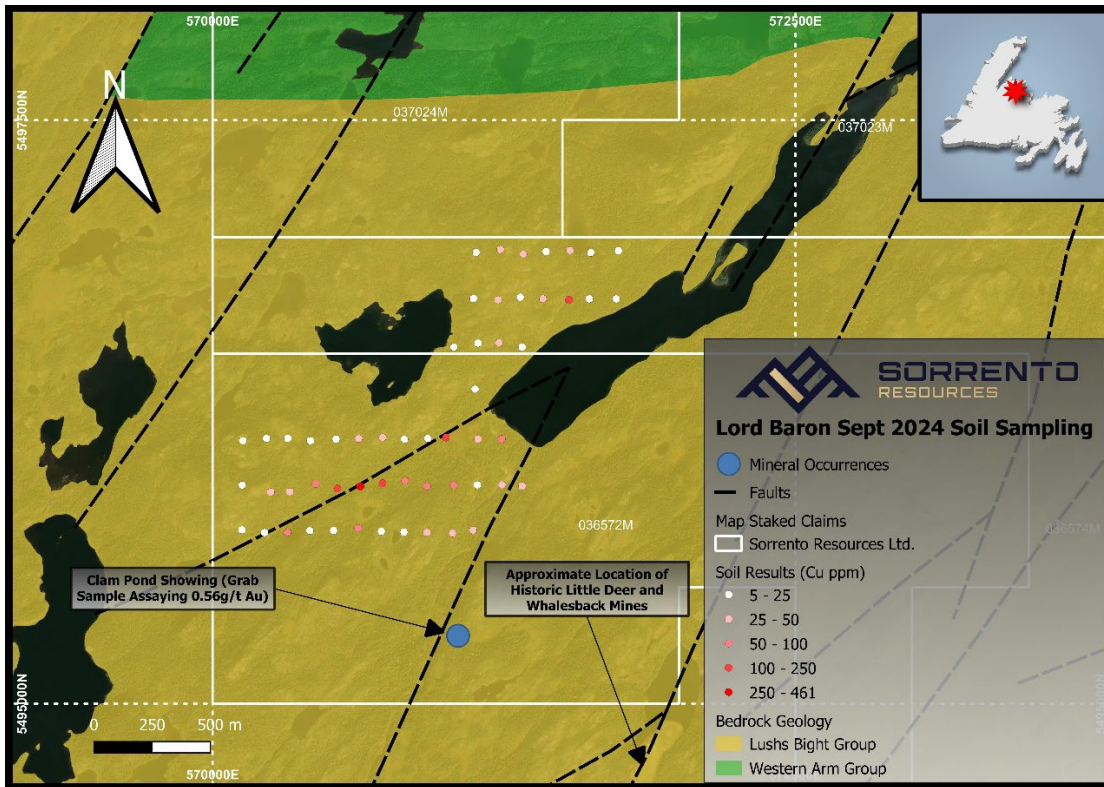 570000E
572500E
N
5497500N
037024M
037023M
SORRENTO
RESOURCES
Lord Baron Sept 2024 Soil Sampling
Mineral Occurrences
Faults
Map Staked Claims
Sorrento Resources Ltd.
Soil Results (Cu ppm)
5 - 25
25 - 50
50 - 100
100 - 250
250 - 461
Bedrock Geology
Lushs Bight Group
Western Arm Group
036572M
036574M
Clam Pond Showing (Grab
Sample Assaying 0.56g/t Au)
Approximate Location of
Historic Little Deer and
Whalesback Mines
5495000N
0 250 500 m
570000E